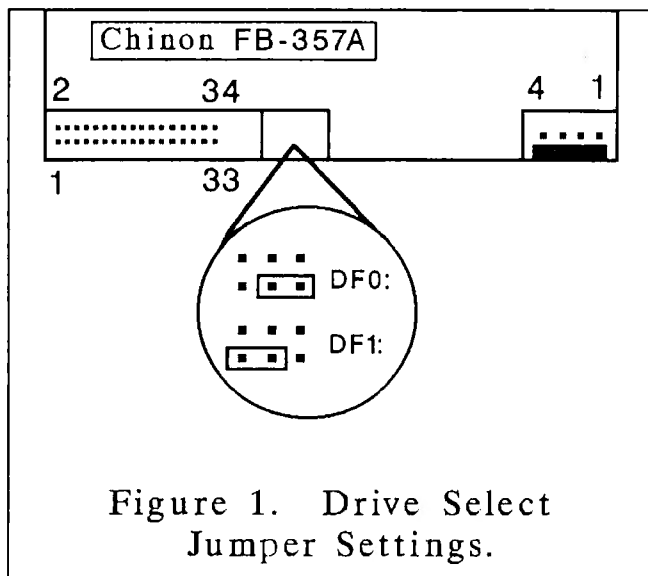 Chinon FB-357A
2 34 4 1
1 33
DF0:
DF1:
Figure 1. Drive Select
Jumper Settings.